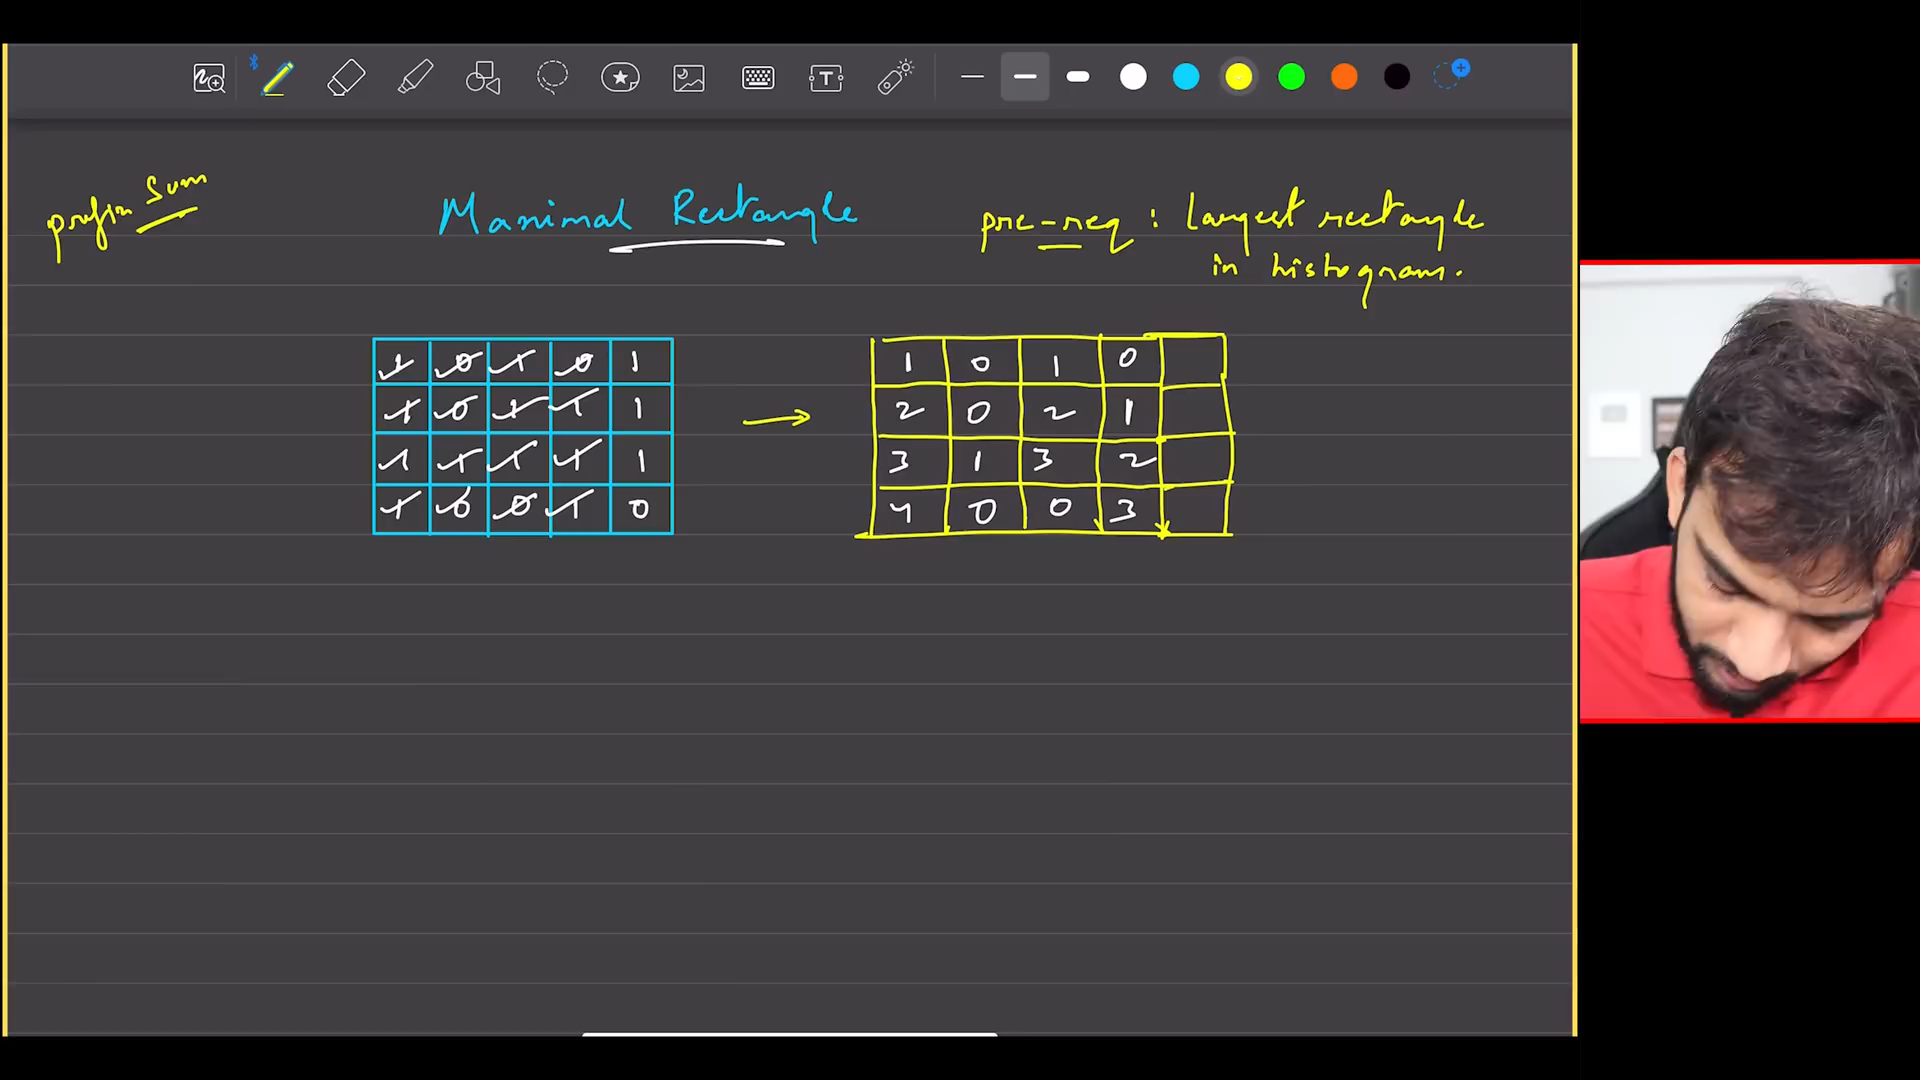 prefix Sum
Maximal Rectangle
pre-req : largest rectangle
in histogram.
1 0 1 0 1
1 0 1 1 1
1 1 1 1 1
1 0 0 1 0
1 0 1 0
2 0 2 1
3 1 3 2
4 0 0 3